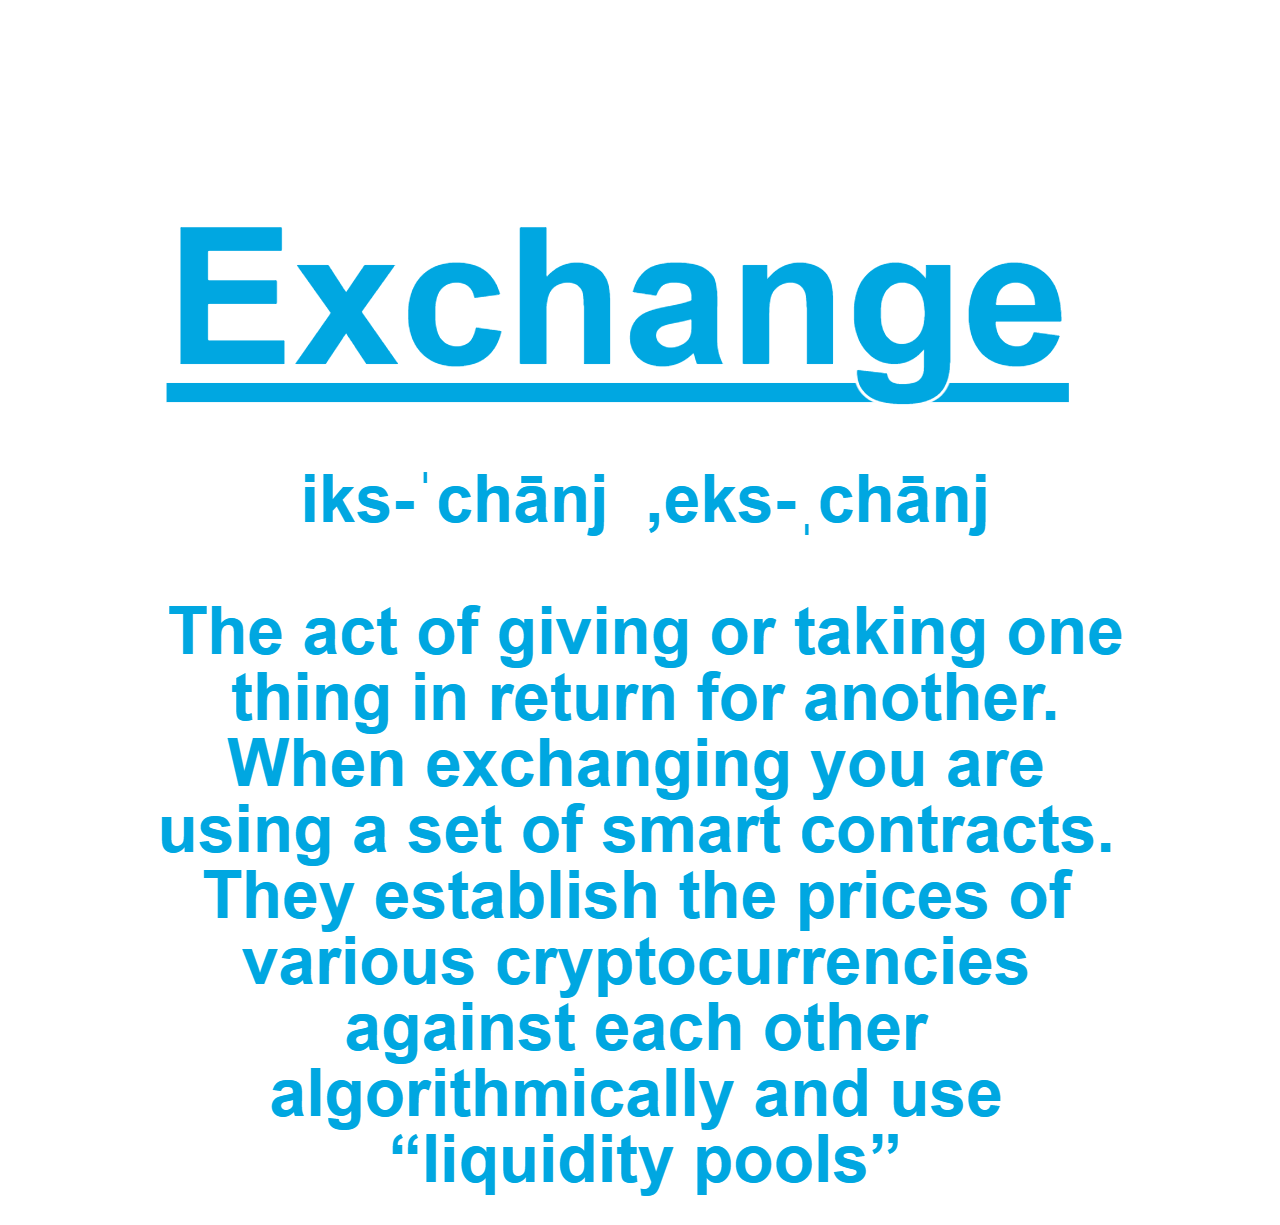 Exchange
iks-ˈchānj  ,eks-ˌchānj
The act of giving or taking one
thing in return for another.
When exchanging you are
using a set of smart contracts.
They establish the prices of
various cryptocurrencies
against each other
algorithmically and use
“liquidity pools”